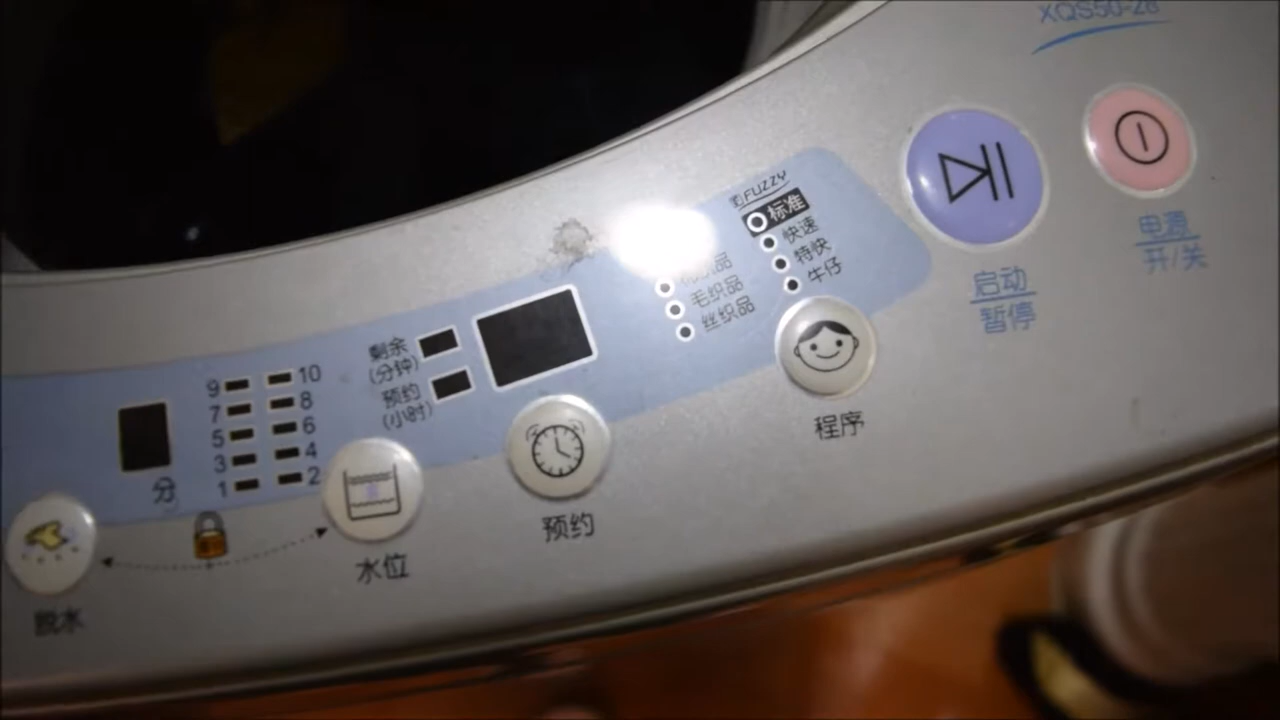 XQS50-28
FUZZY
标准
快速
特快
牛仔
织品
毛织品
丝织品
电源
开/关
启动
暂停
程序
剩余
(分钟)
预约
(小时)
9 10
7 8
5 6
3 4
1 2
分
预约
水位
脱水